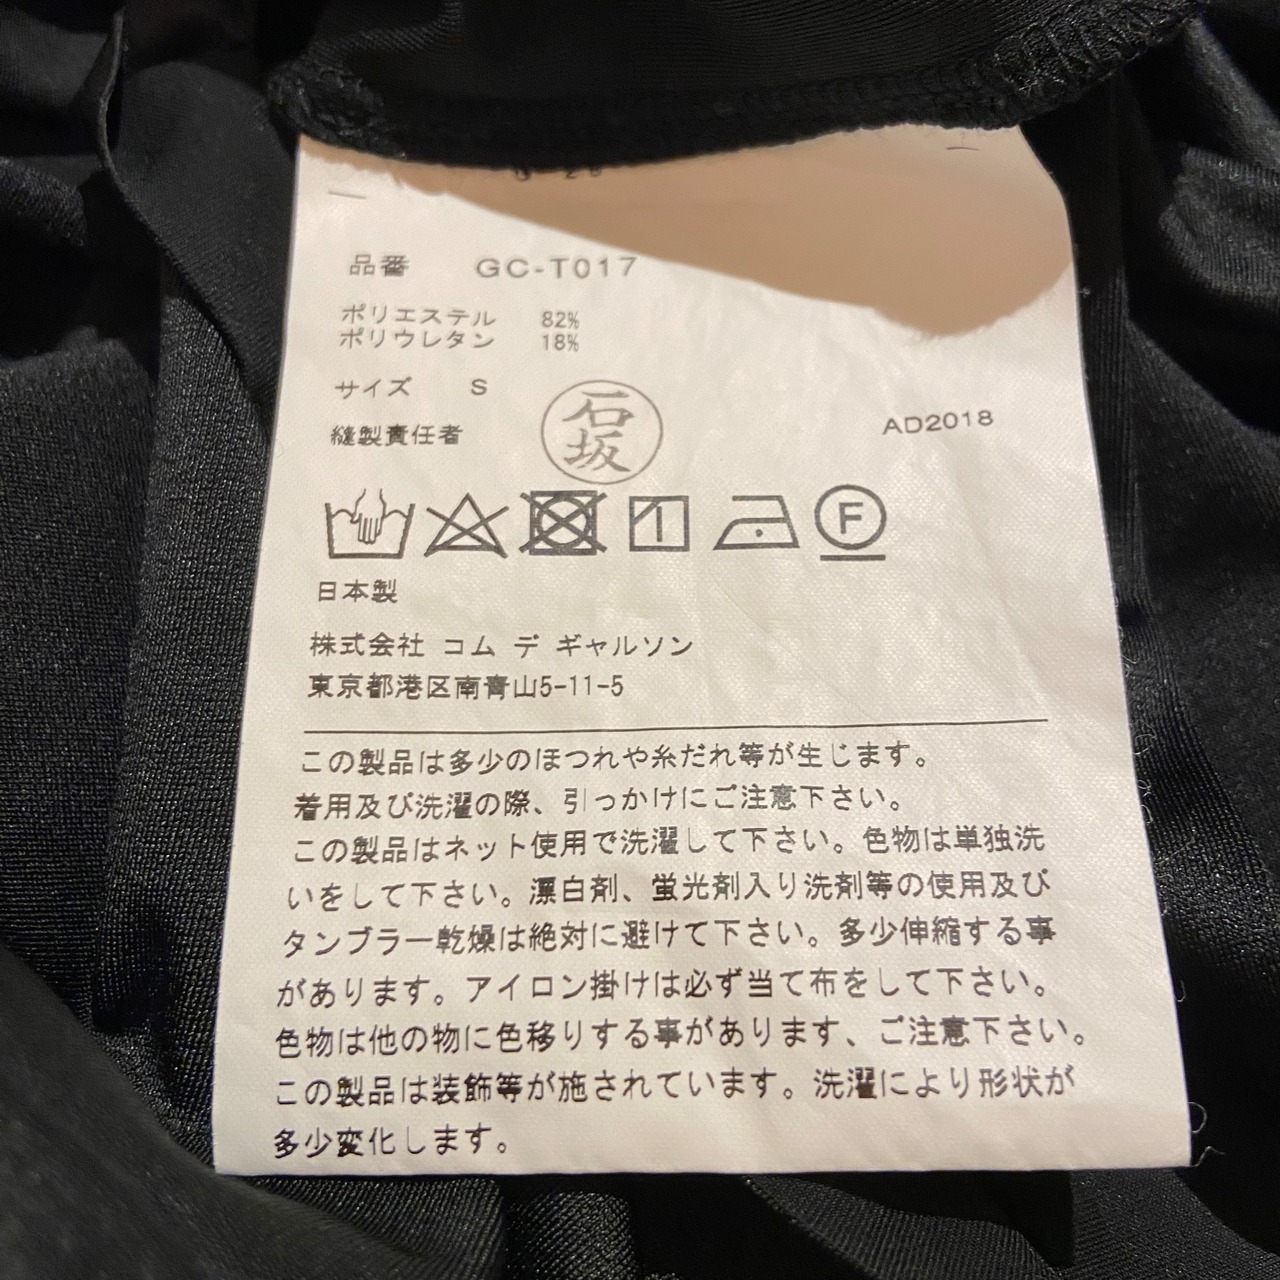 品番 GC-T017
ポリエステル 82%
ポリウレタン 18%
サイズ S
石坂
縫製責任者
AD2018
F
日本製
株式会社 コム デ ギャルソン
東京都港区南青山5-11-5
この製品は多少のほつれや糸だれ等が生じます。
着用及び洗濯の際、引っかけにご注意下さい。
この製品はネット使用で洗濯して下さい。色物は単独洗
いをして下さい。漂白剤、蛍光剤入り洗剤等の使用及び
タンブラー乾燥は絶対に避けて下さい。多少伸縮する事
があります。アイロン掛けは必ず当て布をして下さい。
色物は他の物に色移りする事があります、ご注意下さい。
この製品は装飾等が施されています。洗濯により形状が
多少変化します。